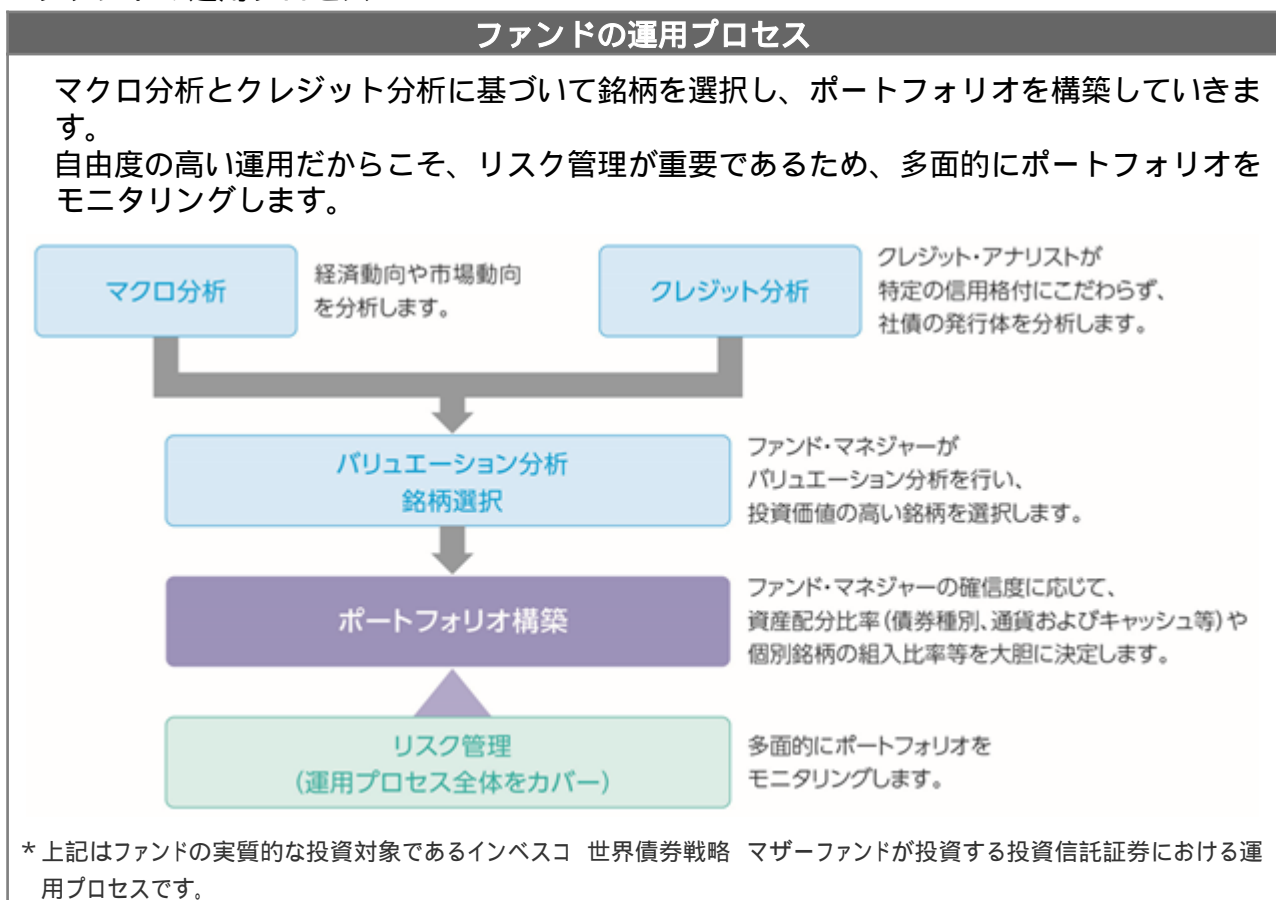 ファンドの運用プロセス
マクロ分析とクレジット分析に基づいて銘柄を選択し、ポートフォリオを構築していきま
す。
自由度の高い運用だからこそ、リスク管理が重要であるため、多面的にポートフォリオを
モニタリングします。
マクロ分析
経済動向や市場動向
を分析します。
クレジット分析
クレジット・アナリストが
特定の信用格付にこだわらず、
社債の発行体を分析します。
バリュエーション分析
銘柄選択
ファンド・マネジャーが
バリュエーション分析を行い、
投資価値の高い銘柄を選択します。
ポートフォリオ構築
ファンド・マネジャーの確信度に応じて、
資産配分比率(債券種別、通貨およびキャッシュ等)や
個別銘柄の組入比率等を大胆に決定します。
リスク管理
(運用プロセス全体をカバー)
多面的にポートフォリオを
モニタリングします。
*上記はファンドの実質的な投資対象であるインベスコ 世界債券戦略 マザーファンドが投資する投資信託証券における運
用プロセスです。